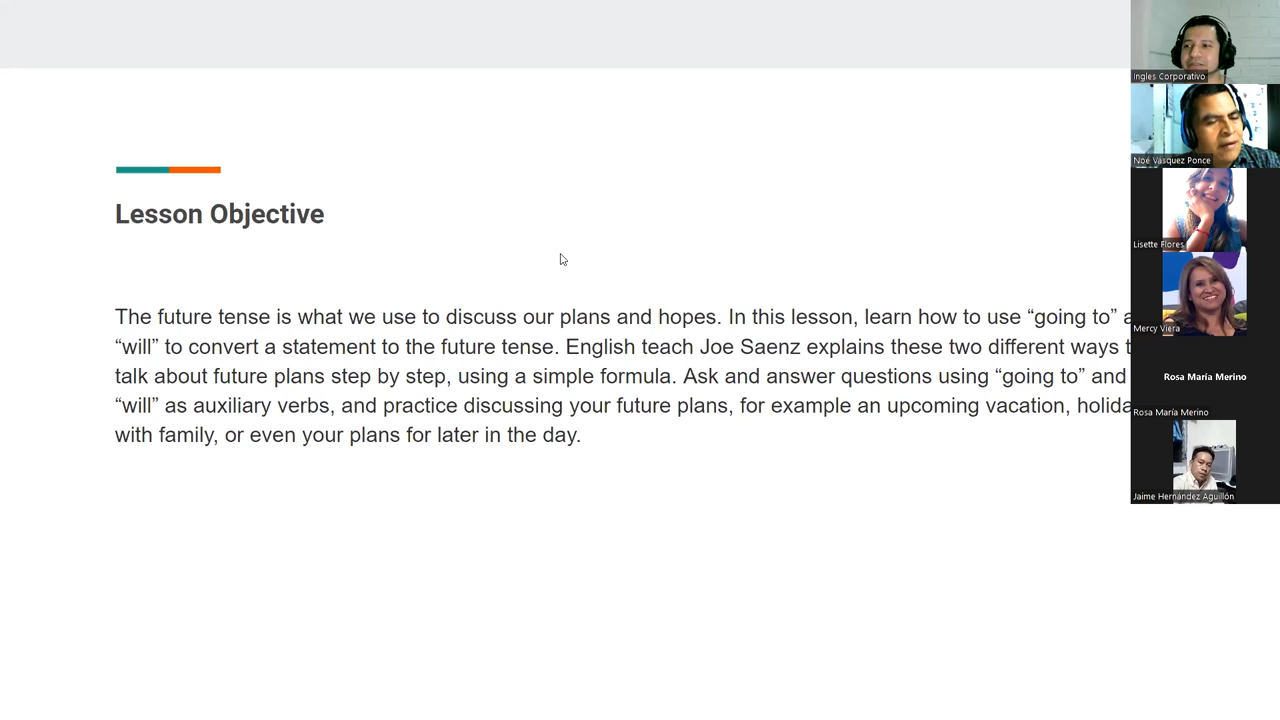 Lesson Objective
The future tense is what we use to discuss our plans and hopes. In this lesson, learn how to use “going to”
“will” to convert a statement to the future tense. English teach Joe Saenz explains these two different ways
talk about future plans step by step, using a simple formula. Ask and answer questions using “going to” and
“will” as auxiliary verbs, and practice discussing your future plans, for example an upcoming vacation,
with family, or even your plans for later in the day.
Ingles Corporativo
Noé Vásquez Ponce
Lisette Flores
Mercy Viera
Rosa María Merino
Rosa María Merino
Jaime Hernández Aguillón